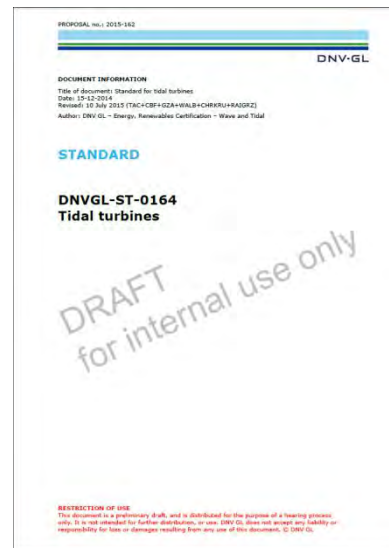 PROPOSAL no.: 2015-162
DNV·GL
DOCUMENT INFORMATION
Title of document: Standard for tidal turbines
Date: 15-12-2014
Revised: 10 July 2015 (TAC+CBF+GZA+WALB+CHRKRU+RAIGRZ)
Author: DNV GL – Energy, Renewables Certification – Wave and Tidal
STANDARD
DNVGL-ST-0164
Tidal turbines
DRAFT
for internal use only
RESTRICTION OF USE
This document is a preliminary draft, and is distributed for the purpose of a hearing process
only. It is not intended for further distribution, or use. DNV GL does not accept any liability or
responsibility for loss or damages resulting from any use of this document. © DNV GL